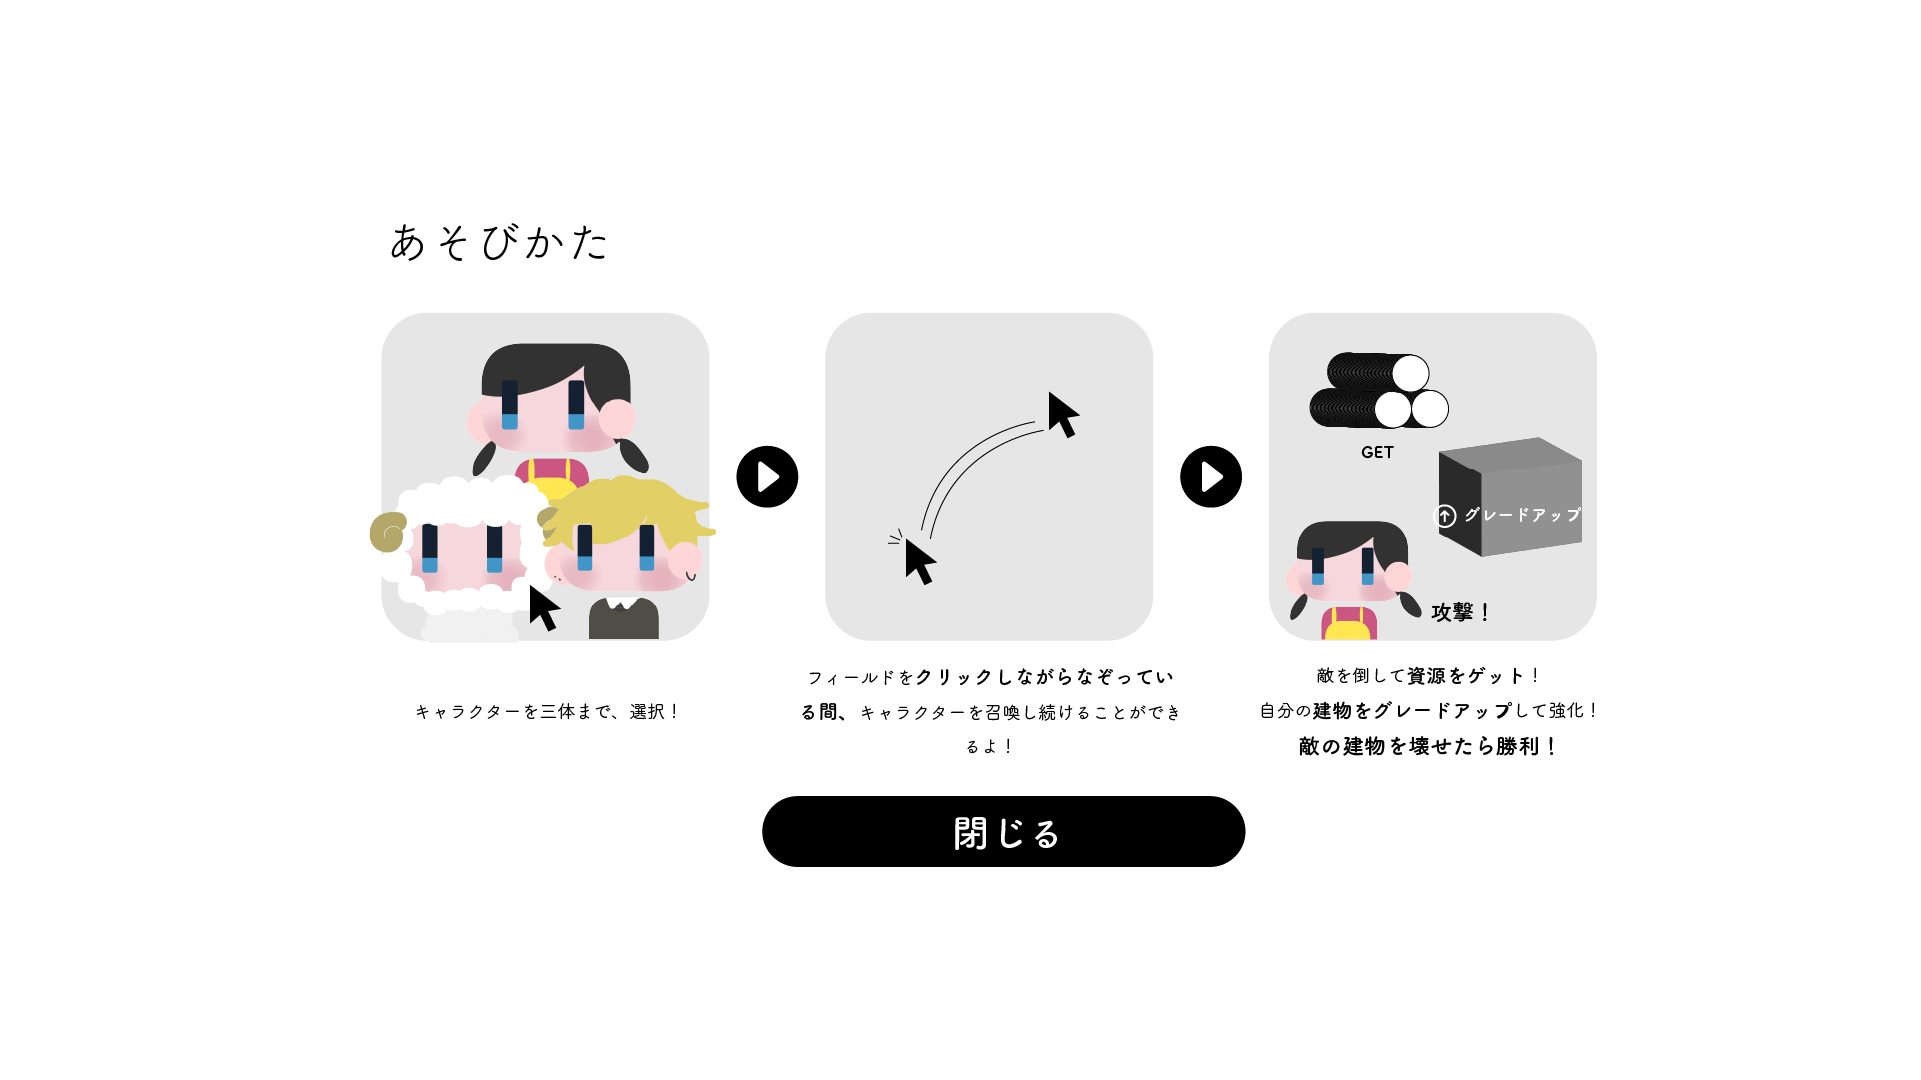 あそびかた
キャラクターを三体まで、選択！
フィールドをクリックしながらなぞってい
る間、キャラクターを召喚し続けることができ
るよ！
GET
グレードアップ
攻撃！
敵を倒して資源をゲット！
自分の建物をグレードアップして強化！
敵の建物を壊せたら勝利！
閉じる